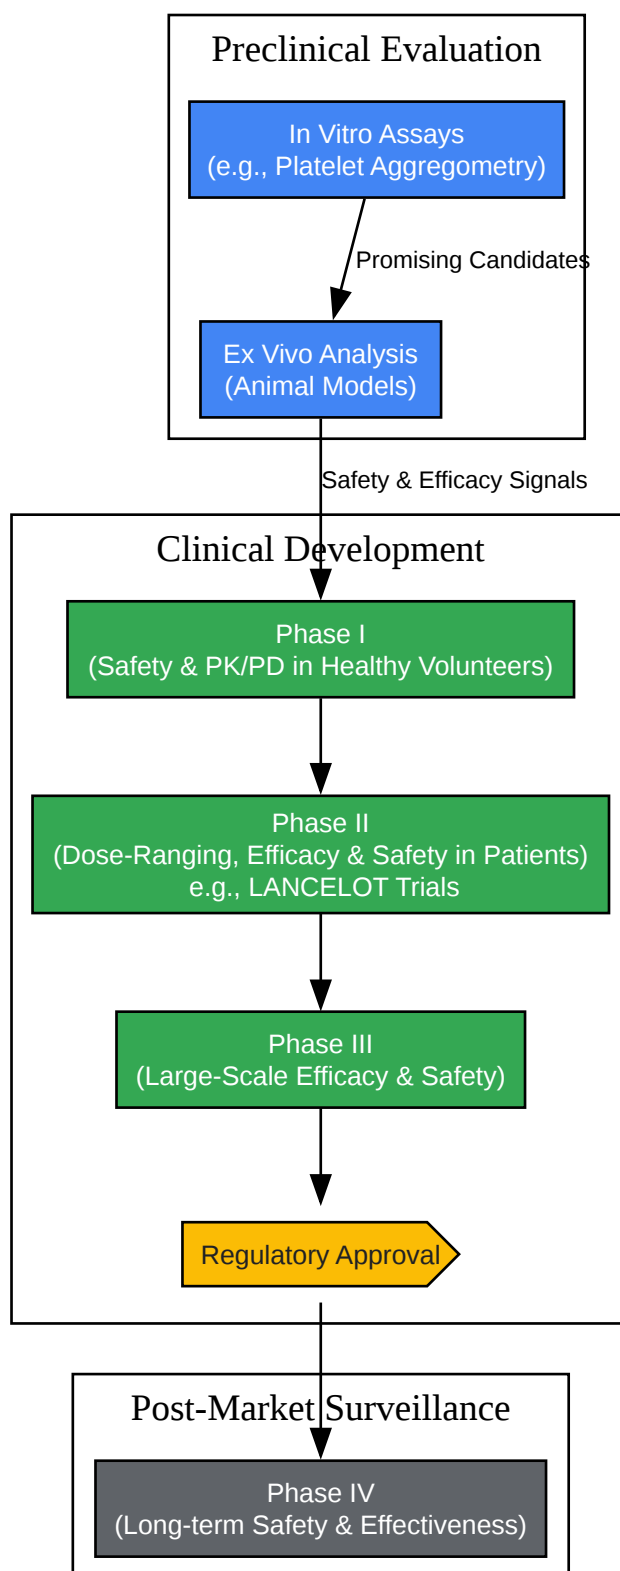 Preclinical Evaluation
In Vitro Assays
(e.g., Platelet Aggregometry)
Promising Candidates
Ex Vivo Analysis
(Animal Models)
Safety & Efficacy Signals
Clinical Development
Phase I
(Safety & PK/PD in Healthy Volunteers)
Phase II
(Dose-Ranging, Efficacy & Safety in Patients)
e.g., LANCELOT Trials
Phase III
(Large-Scale Efficacy & Safety)
Regulatory Approval
Post-Market Surveillance
Phase IV
(Long-term Safety & Effectiveness)